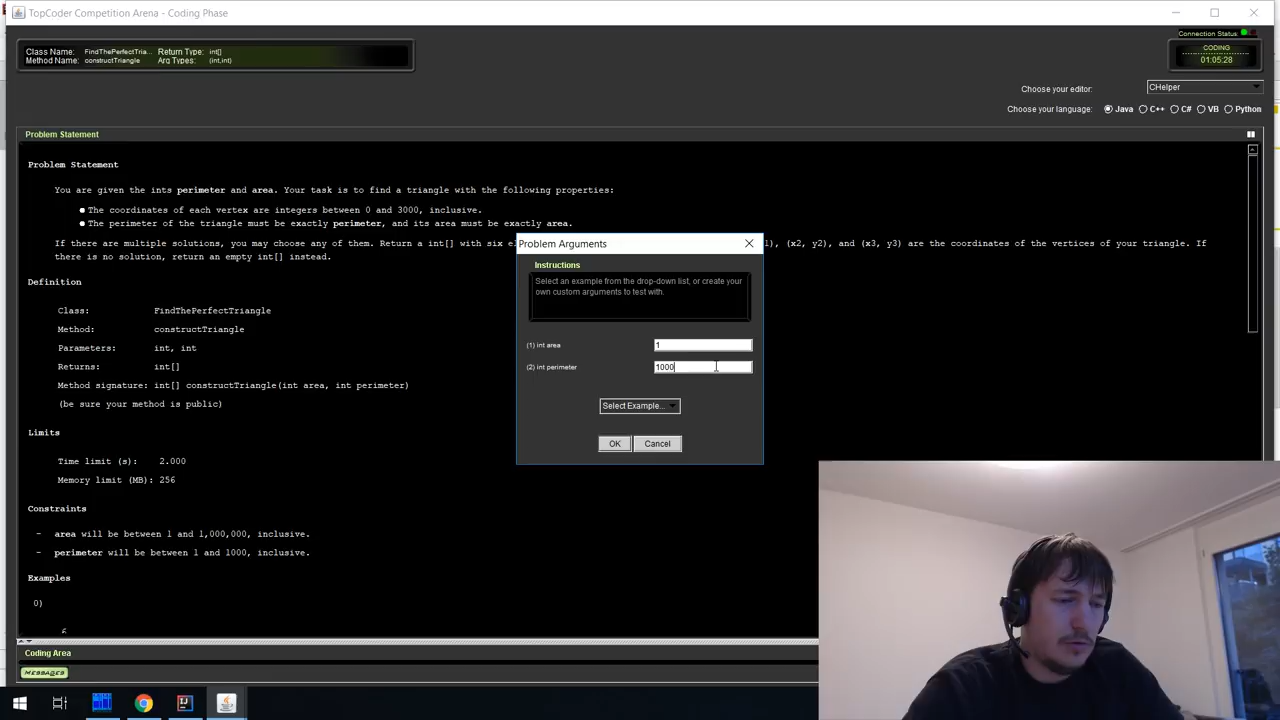 TopCoder Competition Arena - Coding Phase
Connection Status
Class Name: FindThePerfectTria... Return Type: int[]
Method Name: constructTriangle Arg Types: (int,int)
CODING
01:05:28
Choose your editor: CHelper
Choose your language: Java C++ C# VB Python
Problem Statement
Problem Statement
You are given the ints perimeter and area. Your task is to find a triangle with the following properties:
The coordinates of each vertex are integers between 0 and 3000, inclusive.
The perimeter of the triangle must be exactly perimeter, and its area must be exactly area.
If there are multiple solutions, you may choose any of them. Return a int[] with six el 1), (x2, y2), and (x3, y3) are the coordinates of the vertices of your triangle. If
there is no solution, return an empty int[] instead.
Definition
Class: FindThePerfectTriangle
Method: constructTriangle
Parameters: int, int
Returns: int[]
Method signature: int[] constructTriangle(int area, int perimeter)
(be sure your method is public)
Limits
Time limit (s): 2.000
Memory limit (MB): 256
Constraints
- area will be between 1 and 1,000,000, inclusive.
- perimeter will be between 1 and 1000, inclusive.
Examples
0)
6
Problem Arguments
Instructions
Select an example from the drop-down list, or create your
own custom arguments to test with.
(1) int area 1
(2) int perimeter 1000
Select Example...
OK Cancel
Coding Area
MESSAGES